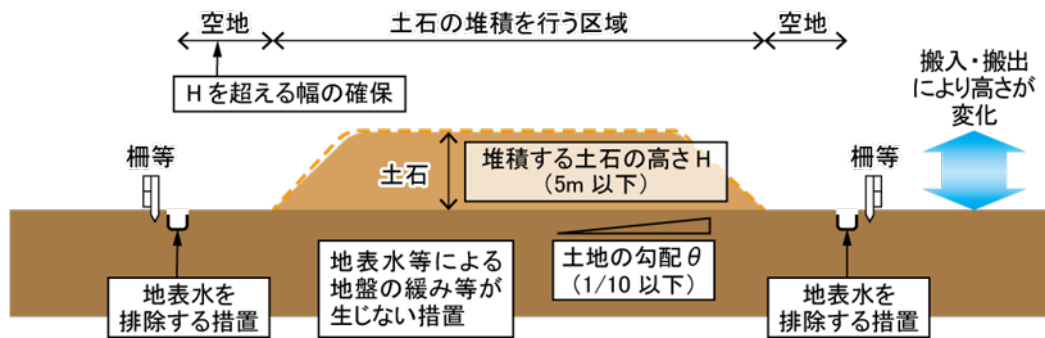 空地
土石の堆積を行う区域
空地
Hを超える幅の確保
搬入・搬出
により高さが
変化
柵等
土石
堆積する土石の高さH
(5m 以下)
柵等
地表水を
排除する措置
地表水等による
地盤の緩み等が
生じない措置
土地の勾配θ
(1/10 以下)
地表水を
排除する措置